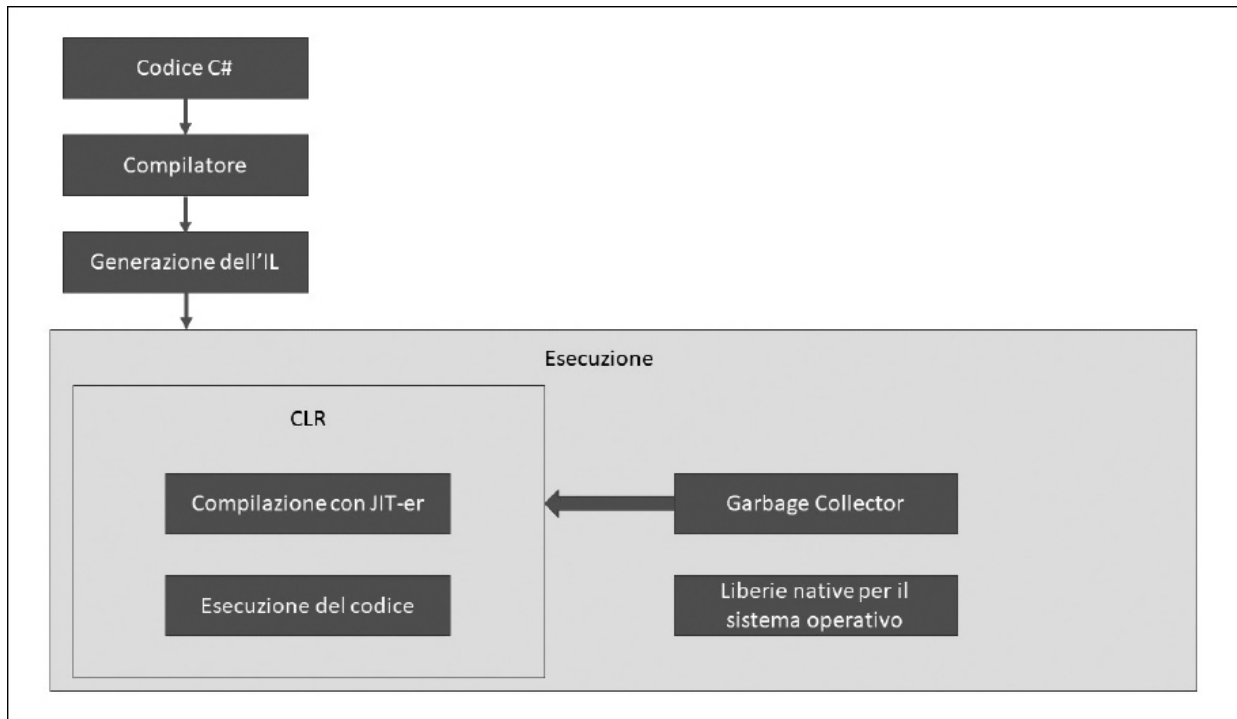 Codice C#
Compilatore
Generazione dell'IL
Esecuzione
CLR
Compilazione con JIT-er
Garbage Collector
Esecuzione del codice
Liberie native per il
sistema operativo